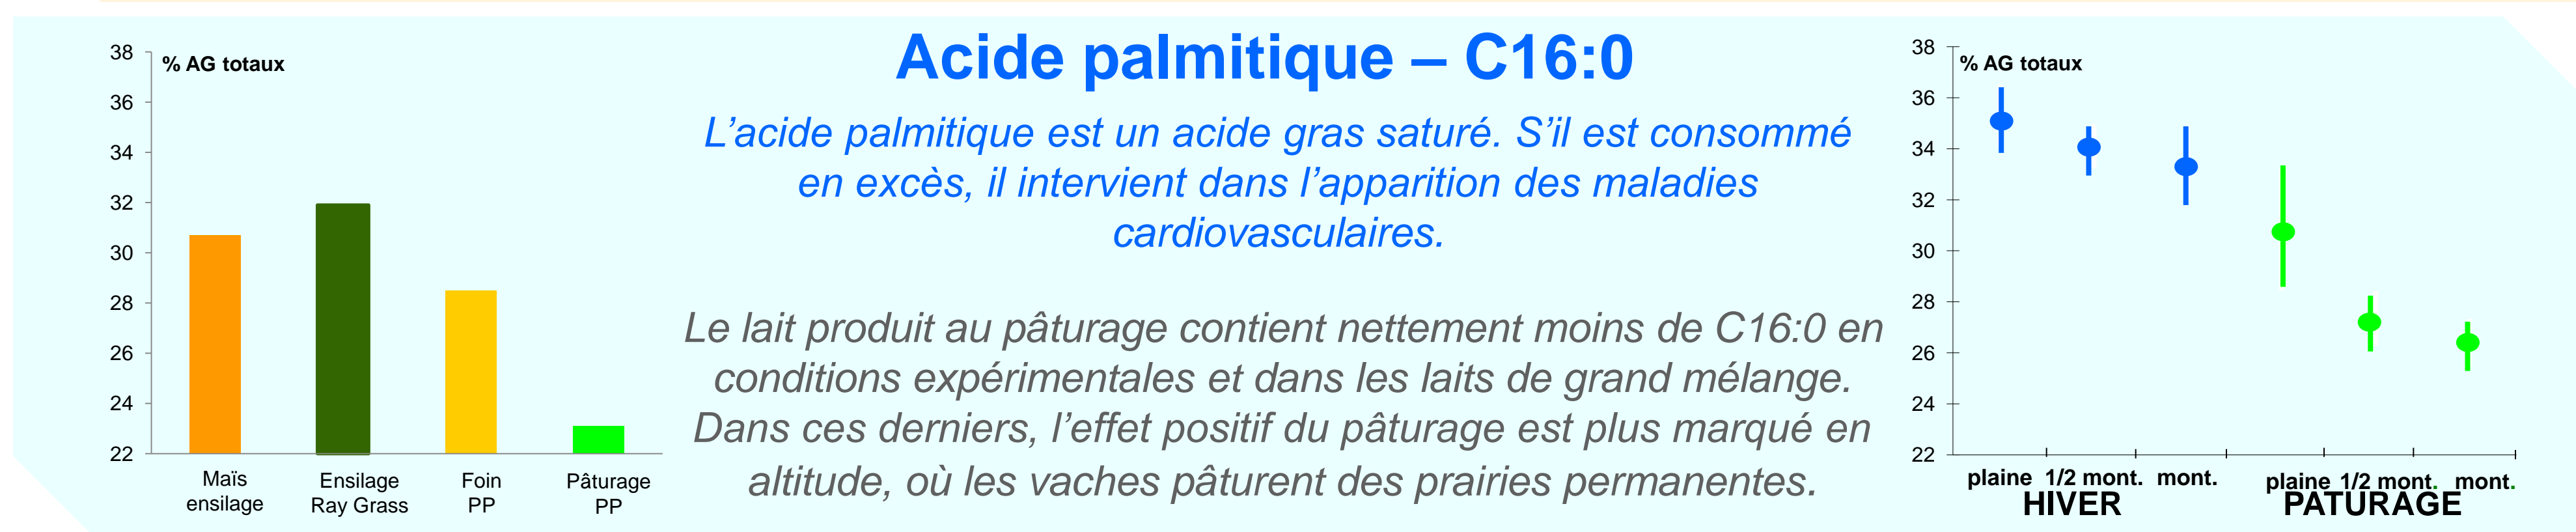 Acide palmitique – C16:0
L’acide palmitique est un acide gras saturé. S’il est consommé
en excès, il intervient dans l’apparition des maladies
cardiovasculaires.
Le lait produit au pâturage contient nettement moins de C16:0 en
conditions expérimentales et dans les laits de grand mélange.
Dans ces derniers, l’effet positif du pâturage est plus marqué en
altitude, où les vaches pâturent des prairies permanentes.
% AG totaux
38
36
34
32
30
28
26
24
22
Maïs
ensilage
Ensilage
Ray Grass
Foin
PP
Pâturage
PP
% AG totaux
38
36
34
32
30
28
26
24
22
plaine 1/2 mont. mont.
HIVER
plaine 1/2 mont. mont.
PATURAGE